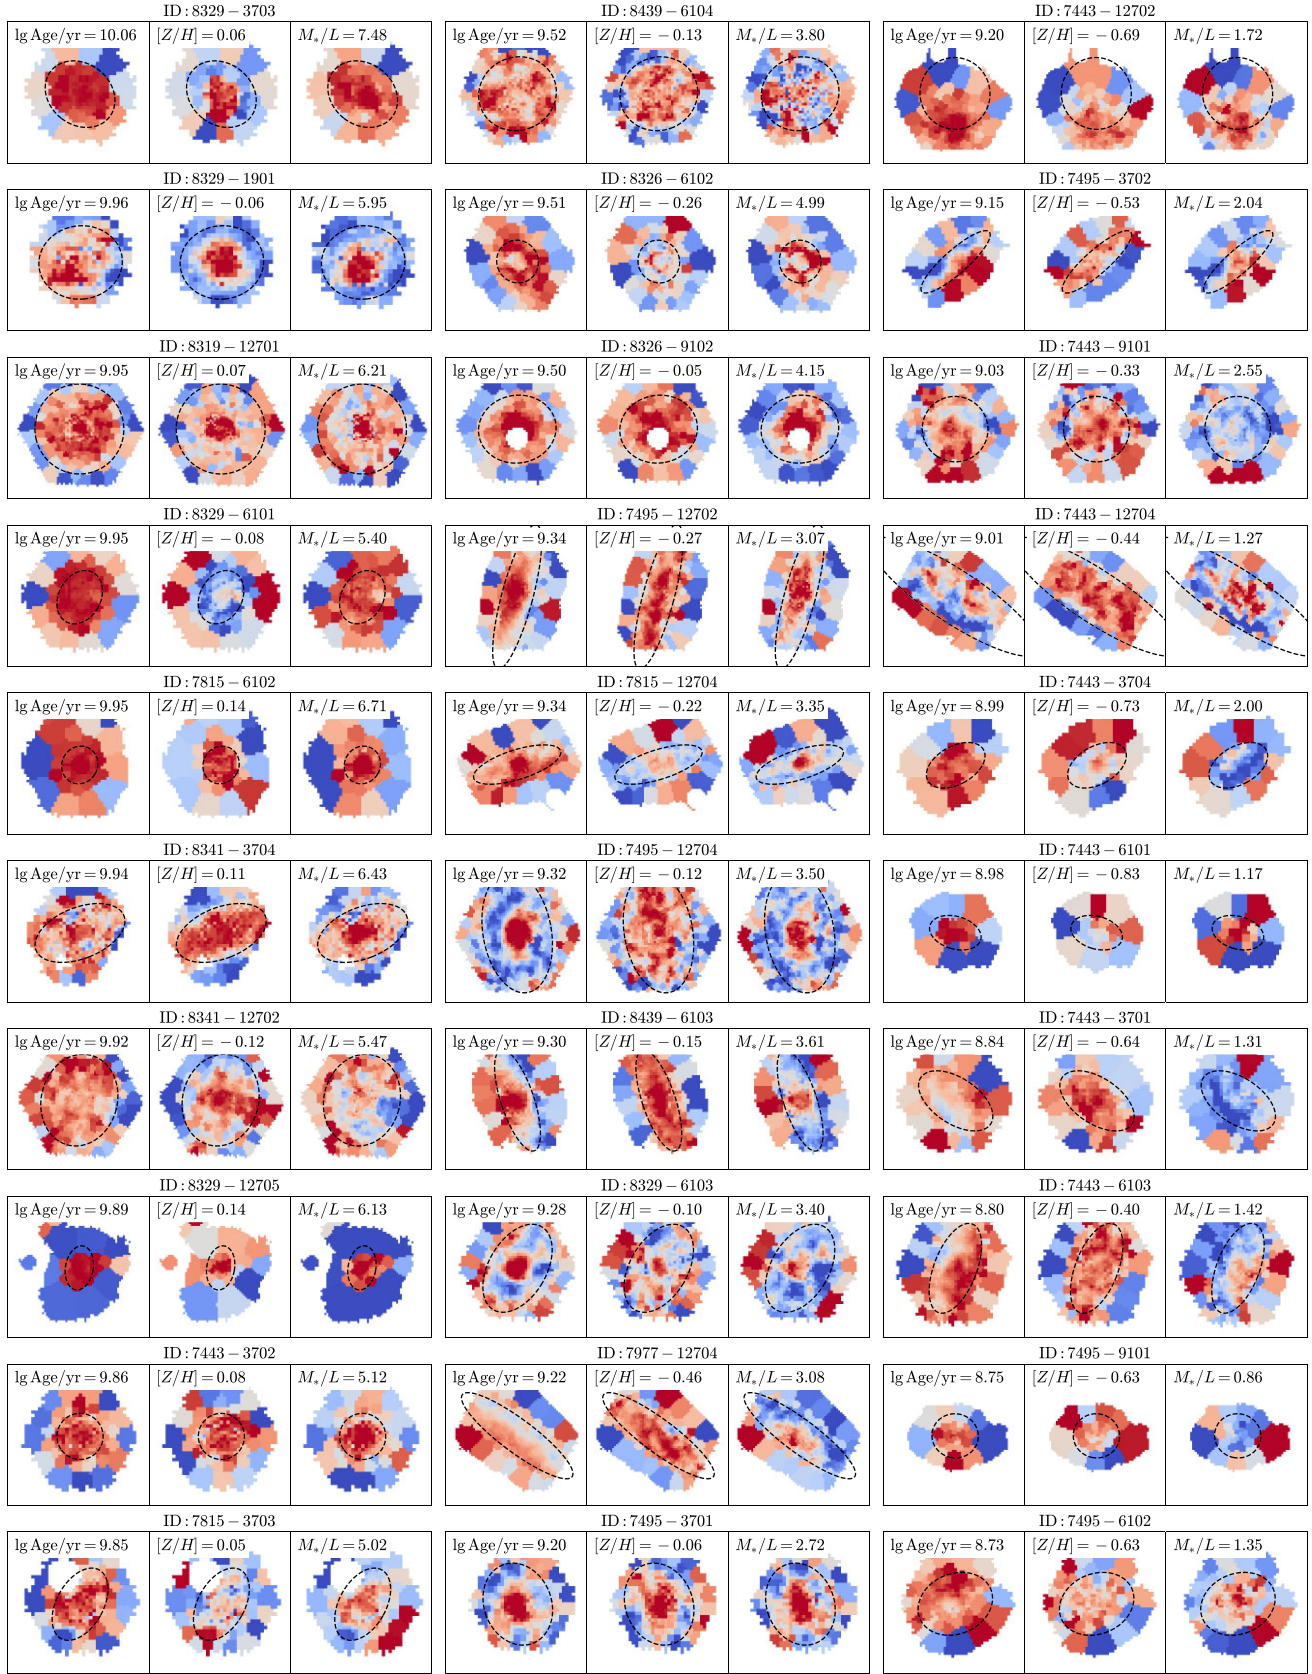 ID: 8329 − 3703
lg Age/yr = 10.06 [Z/H] = 0.06 M*/L = 7.48
ID: 8439 − 6104
lg Age/yr = 9.52 [Z/H] = −0.13 M*/L = 3.80
ID: 7443 − 12702
lg Age/yr = 9.20 [Z/H] = −0.69 M*/L = 1.72
ID: 8329 − 1901
lg Age/yr = 9.96 [Z/H] = −0.06 M*/L = 5.95
ID: 8326 − 6102
lg Age/yr = 9.51 [Z/H] = −0.26 M*/L = 4.99
ID: 7495 − 3702
lg Age/yr = 9.15 [Z/H] = −0.53 M*/L = 2.04
ID: 8319 − 12701
lg Age/yr = 9.95 [Z/H] = 0.07 M*/L = 6.21
ID: 8326 − 9102
lg Age/yr = 9.50 [Z/H] = −0.05 M*/L = 4.15
ID: 7443 − 9101
lg Age/yr = 9.03 [Z/H] = −0.33 M*/L = 2.55
ID: 8329 − 6101
lg Age/yr = 9.95 [Z/H] = −0.08 M*/L = 5.40
ID: 7495 − 12702
lg Age/yr = 9.34 [Z/H] = −0.27 M*/L = 3.07
ID: 7443 − 12704
lg Age/yr = 9.01 [Z/H] = −0.44 M*/L = 1.27
ID: 7815 − 6102
lg Age/yr = 9.95 [Z/H] = 0.14 M*/L = 6.71
ID: 7815 − 12704
lg Age/yr = 9.34 [Z/H] = −0.22 M*/L = 3.35
ID: 7443 − 3704
lg Age/yr = 8.99 [Z/H] = −0.73 M*/L = 2.00
ID: 8341 − 3704
lg Age/yr = 9.94 [Z/H] = 0.11 M*/L = 6.43
ID: 7495 − 12704
lg Age/yr = 9.32 [Z/H] = −0.12 M*/L = 3.50
ID: 7443 − 6101
lg Age/yr = 8.98 [Z/H] = −0.83 M*/L = 1.17
ID: 8341 − 12702
lg Age/yr = 9.92 [Z/H] = −0.12 M*/L = 5.47
ID: 8439 − 6103
lg Age/yr = 9.30 [Z/H] = −0.15 M*/L = 3.61
ID: 7443 − 3701
lg Age/yr = 8.84 [Z/H] = −0.64 M*/L = 1.31
ID: 8329 − 12705
lg Age/yr = 9.89 [Z/H] = 0.14 M*/L = 6.13
ID: 8329 − 6103
lg Age/yr = 9.28 [Z/H] = −0.10 M*/L = 3.40
ID: 7443 − 6103
lg Age/yr = 8.80 [Z/H] = −0.40 M*/L = 1.42
ID: 7443 − 3702
lg Age/yr = 9.86 [Z/H] = 0.08 M*/L = 5.12
ID: 7977 − 12704
lg Age/yr = 9.22 [Z/H] = −0.46 M*/L = 3.08
ID: 7495 − 9101
lg Age/yr = 8.75 [Z/H] = −0.63 M*/L = 0.86
ID: 7815 − 3703
lg Age/yr = 9.85 [Z/H] = 0.05 M*/L = 5.02
ID: 7495 − 3701
lg Age/yr = 9.20 [Z/H] = −0.06 M*/L = 2.72
ID: 7495 − 6102
lg Age/yr = 8.73 [Z/H] = −0.63 M*/L = 1.35